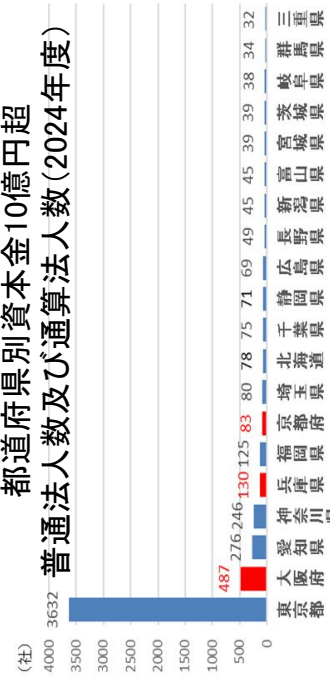 都道府県別資本金10億円超
普通法人数及び通算法人数(2024年度)
(社)
4000
3500
3000
2500
2000
1500
1000
500
0
3632
487
276
246
130
125
83
80
78
75
71
69
49
45
45
39
39
38
34
32
東京都
大阪府
愛知県
神奈川県
兵庫県
福岡県
京都府
埼玉県
北海道
千葉県
静岡県
広島県
長野県
新潟県
富山県
宮城県
茨城県
岐阜県
群馬県
三重県